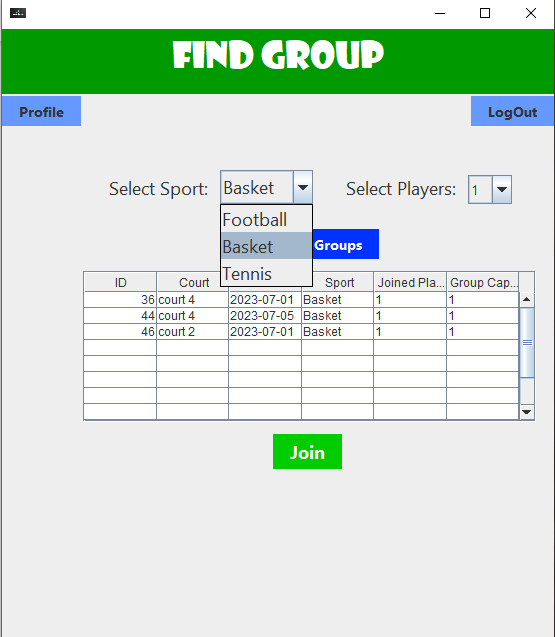 FIND GROUP
Profile
LogOut
Select Sport: Basket Select Players: 1
Football
Basket
Tennis
Groups
ID Court Sport Joined Pla... Group Cap...
36 court 4 2023-07-01 Basket 1 1
44 court 4 2023-07-05 Basket 1 1
46 court 2 2023-07-01 Basket 1 1
Join